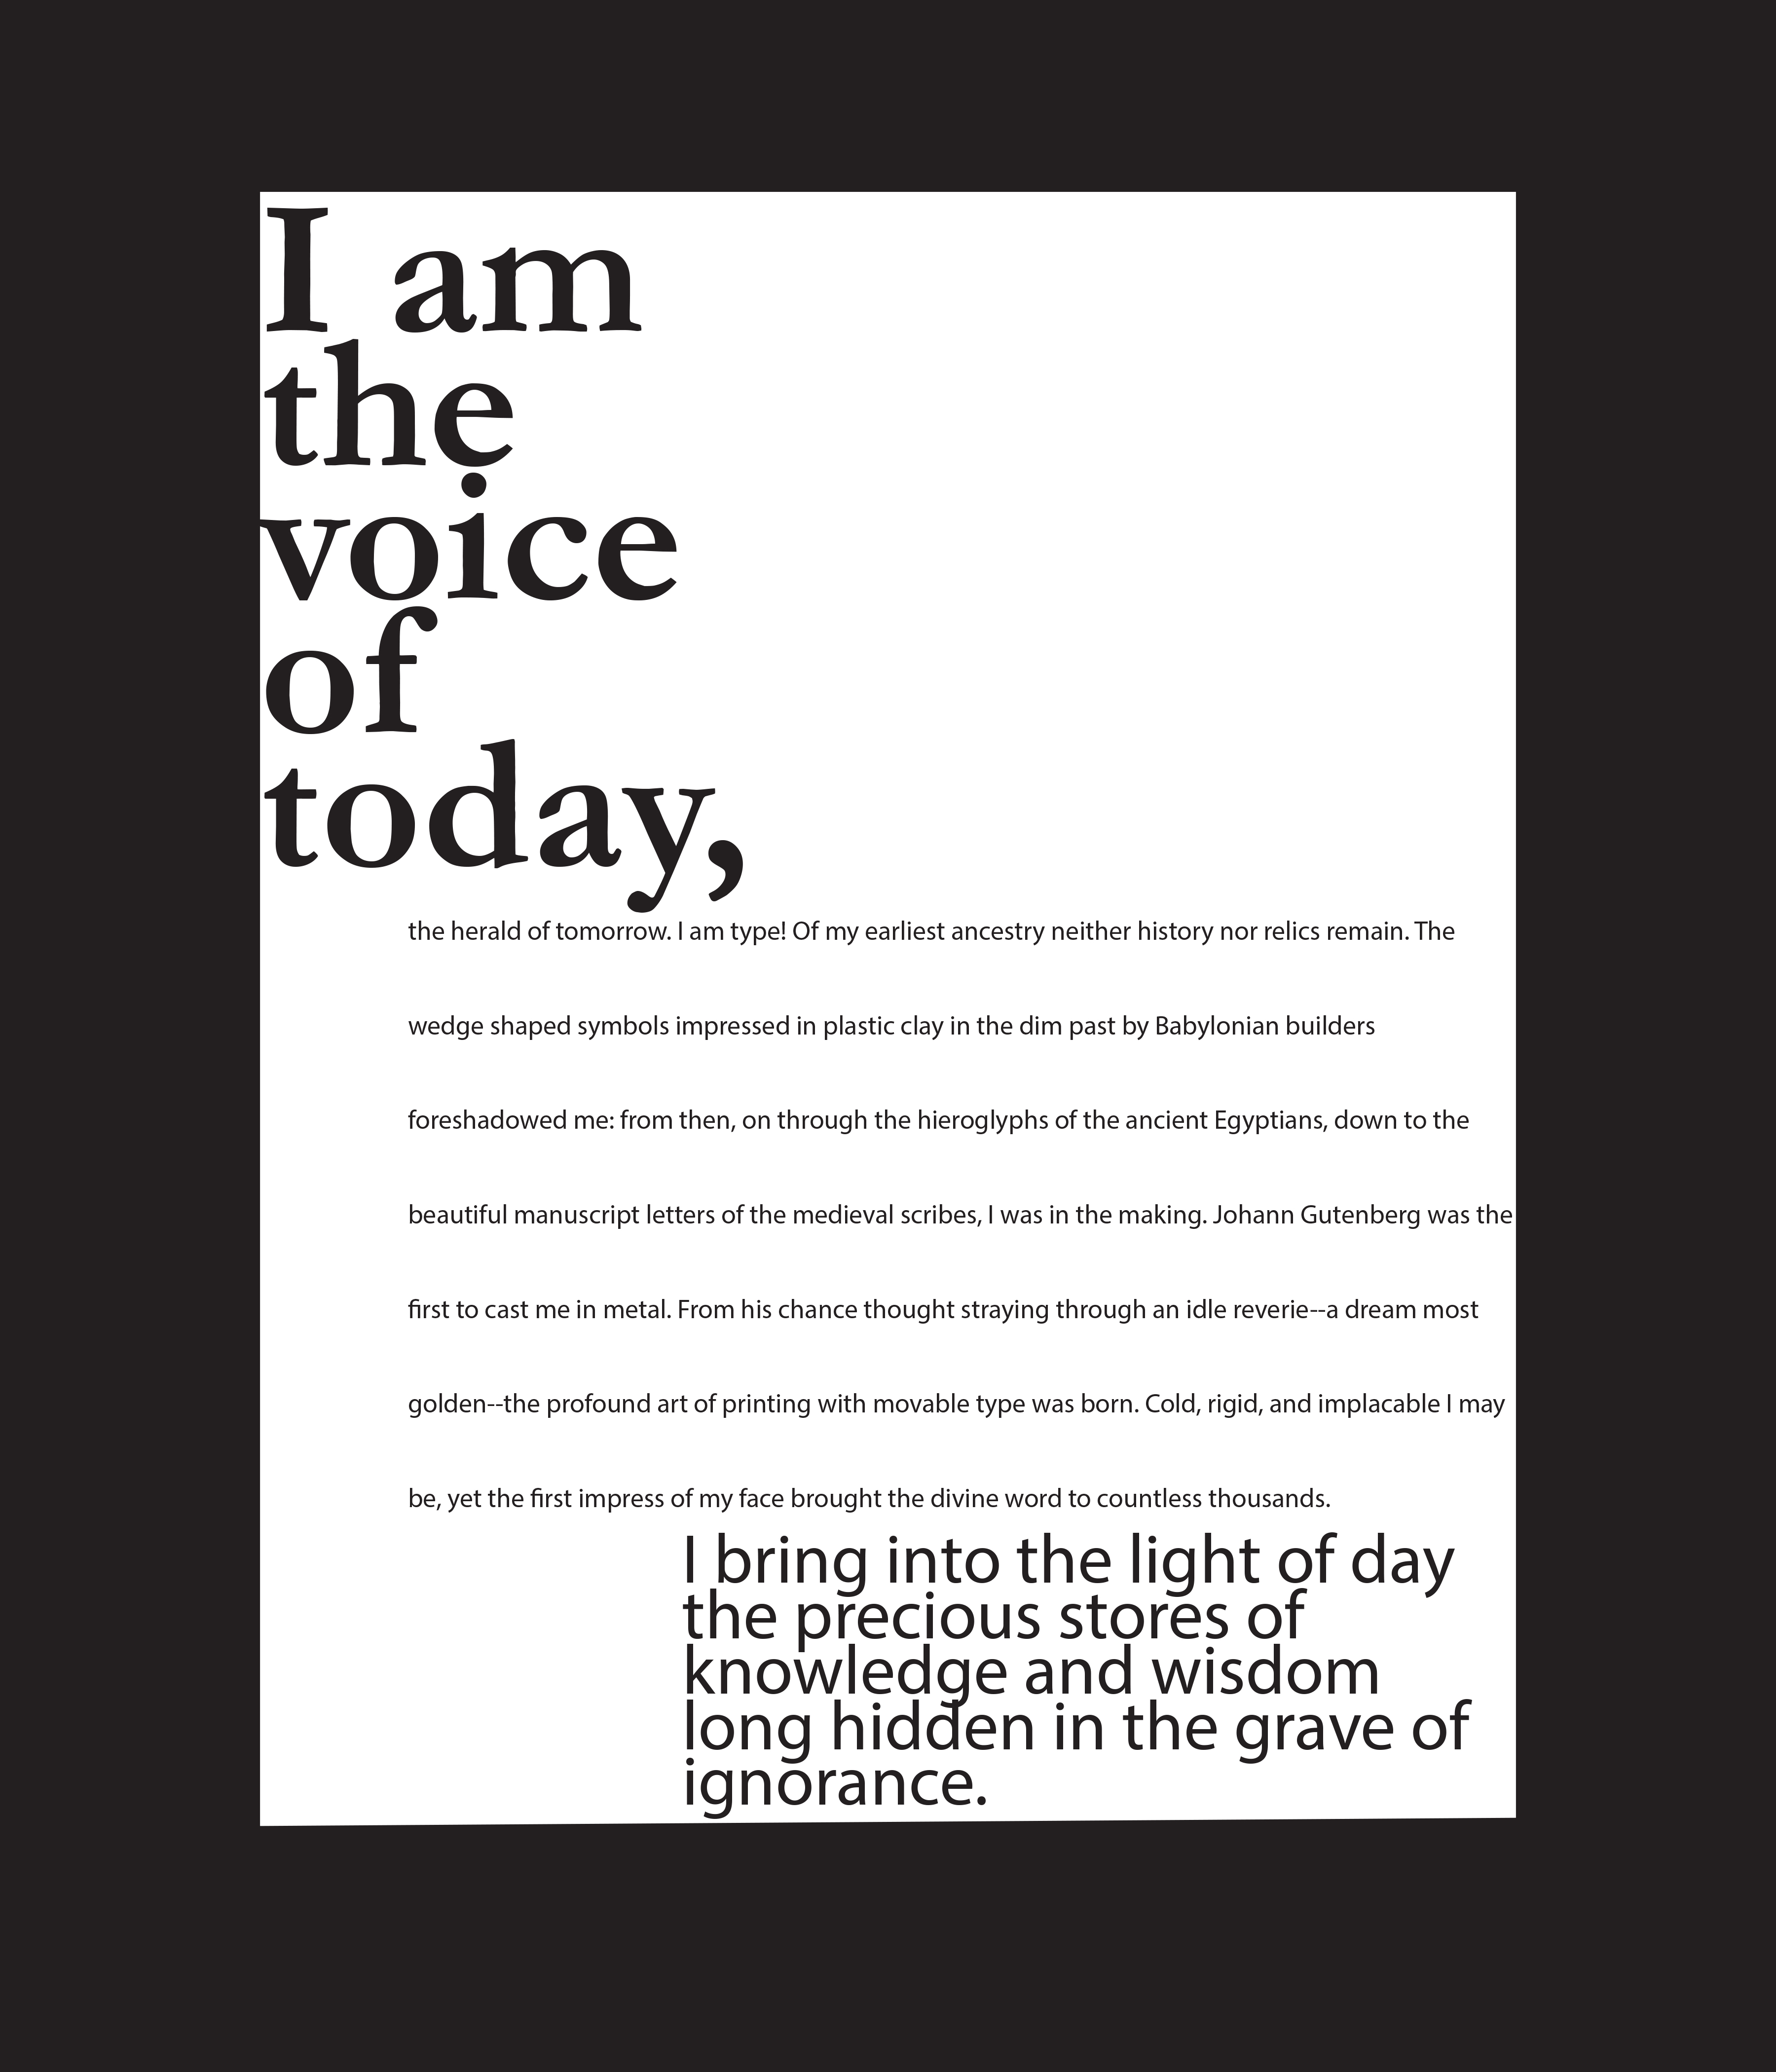 I am
the
voice
of
today,
the herald of tomorrow. I am type! Of my earliest ancestry neither history nor relics remain. The
wedge shaped symbols impressed in plastic clay in the dim past by Babylonian builders
foreshadowed me: from then, on through the hieroglyphs of the ancient Egyptians, down to the
beautiful manuscript letters of the medieval scribes, I was in the making. Johann Gutenberg was the
first to cast me in metal. From his chance thought straying through an idle reverie--a dream most
golden--the profound art of printing with movable type was born. Cold, rigid, and implacable I may
be, yet the first impress of my face brought the divine word to countless thousands.
I bring into the light of day
the precious stores of
knowledge and wisdom
long hidden in the grave of
ignorance.